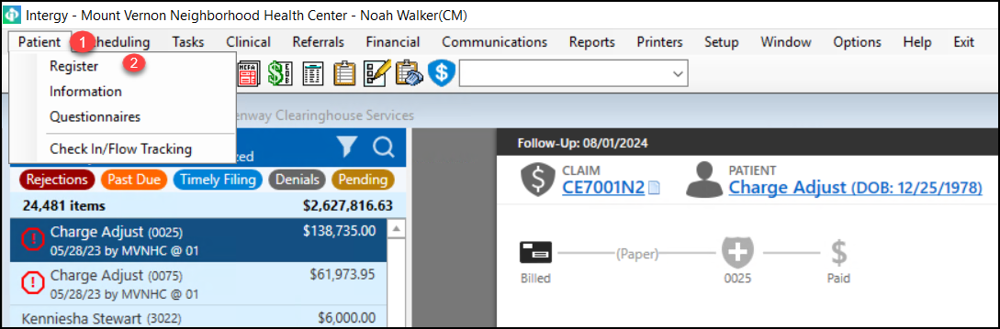 Intergy - Mount Vernon Neighborhood Health Center - Noah Walker(CM)
Patient 1 heduling Tasks Clinical Referrals Financial Communications Reports Printers Setup Window Options Help Exit
Register 2
Information
Questionnaires
Check In/Flow Tracking
enway Clearinghouse Services
zed
Rejections Past Due Timely Filing Denials Pending
24,481 items $2,627,816.63
Charge Adjust (0025) $138,735.00
05/28/23 by MVNHC @ 01
Charge Adjust (0075) $61,973.95
05/28/23 by MVNHC @ 01
Kenniesha Stewart (3022) $6,000.00
Follow-Up: 08/01/2024
CLAIM PATIENT
CE7001N2 Charge Adjust (DOB: 12/25/1978)
(Paper)
Billed 0025 Paid